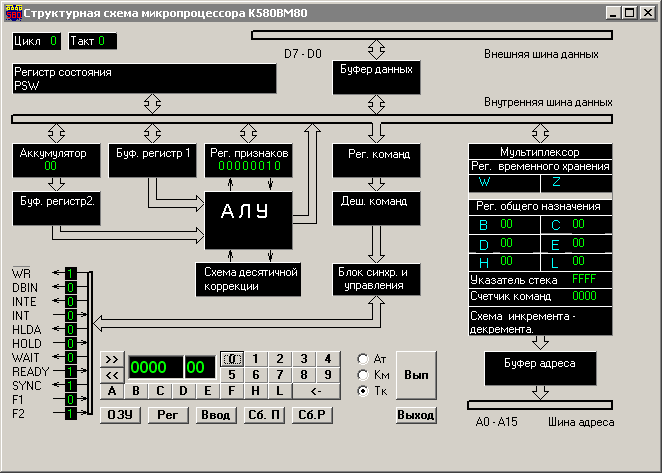 Структурная схема микропроцессора К580ВМ80
Цикл 0 Такт 0
D7 - D0
Внешняя шина данных
Регистр состояния
PSW
Буфер данных
Внутренняя шина данных
Аккумулятор
00
Буф. регистр 1
Рег. признаков
00000010
Рег. команд
Мультиплексор
Рег. временного хранения
W Z
Буф. регистр2.
АЛУ
Деш. команд
Рег. общего назначения
B 00 C 00
D 00 E 00
H 00 L 00
Схема десятичной
коррекции
Блок синхр. и
управления
Указатель стека FFFF
Счетчик команд 0000
Схема инкремента -
декремента.
WR 1
DBIN 0
INTE 0
INT 0
HLDA 0
HOLD 0
WAIT 0
READY 1
SYNC 1
F1 0
F2 1
>> 0000 00 0 1 2 3 4
<< 5 6 7 8 9
A B C D E F H L <-
Ат
Км
Тк
Вып
Буфер адреса
ОЗУ Рег Ввод Сб. П Сб.Р Выход
A0 - A15 Шина адреса